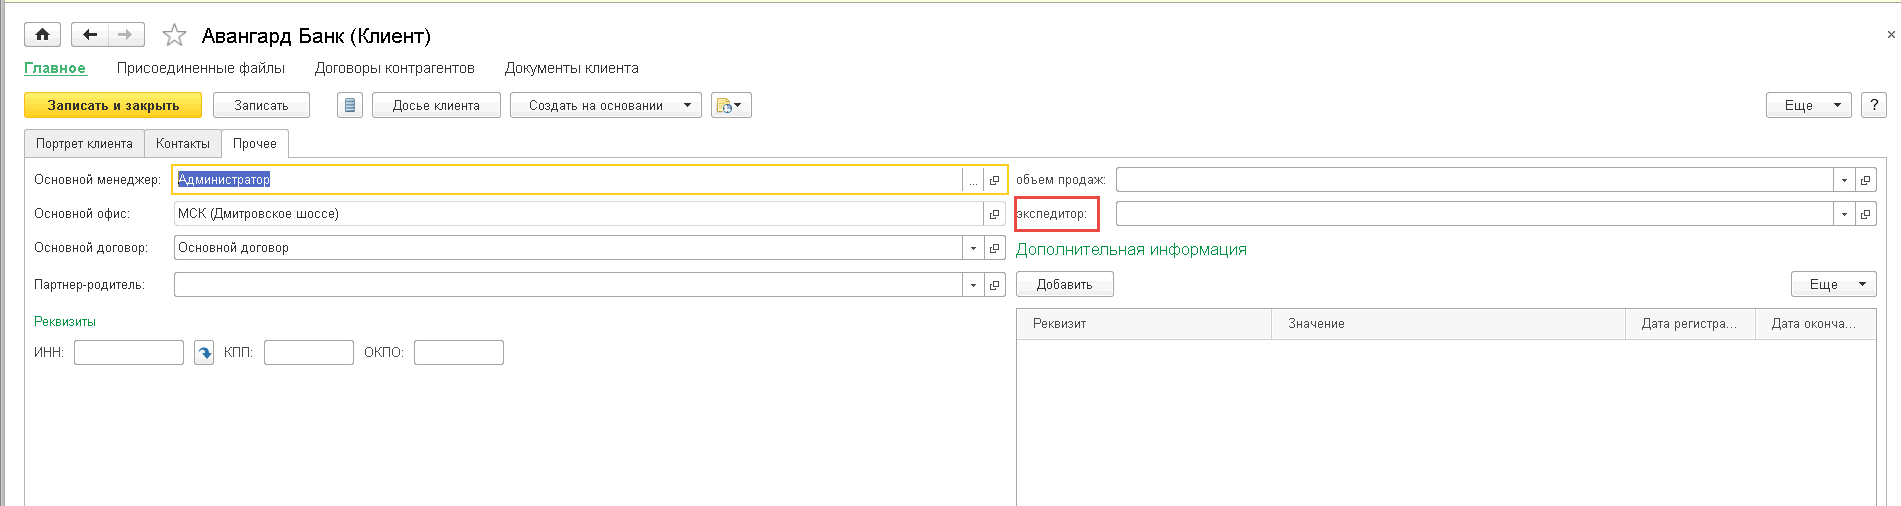 Авангард Банк (Клиент)
Главное Присоединенные файлы Договоры контрагентов Документы клиента
Записать и закрыть Записать Досье клиента Создать на основании Еще ?
Портрет клиента Контакты Прочее
Основной менеджер: Администратор ... объем продаж:
Основной офис: МСК (Дмитровское шоссе) экспедитор:
Основной договор: Основной договор Дополнительная информация
Партнер-родитель: Добавить Еще
Реквизиты Реквизит Значение Дата регистра... Дата оконча...
ИНН: КПП: ОКПО: